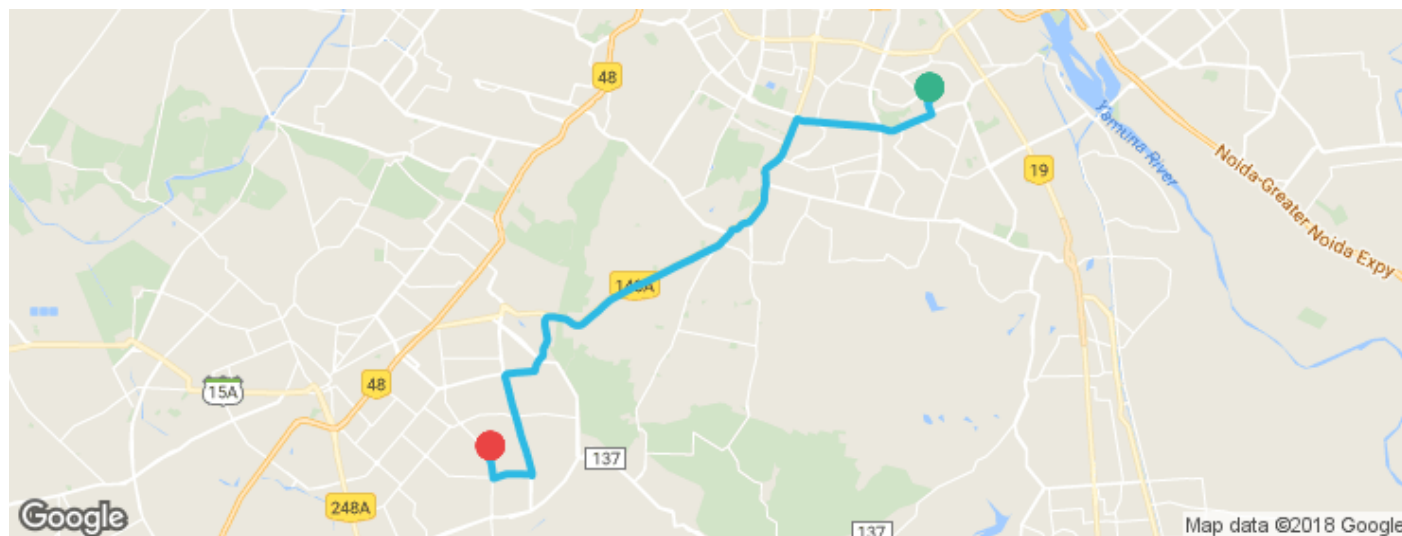 48
19
Yamuna River
Noida-Greater Noida Expy
148A
15A
48
137
248A
137
Google
Map data ©2018 Google